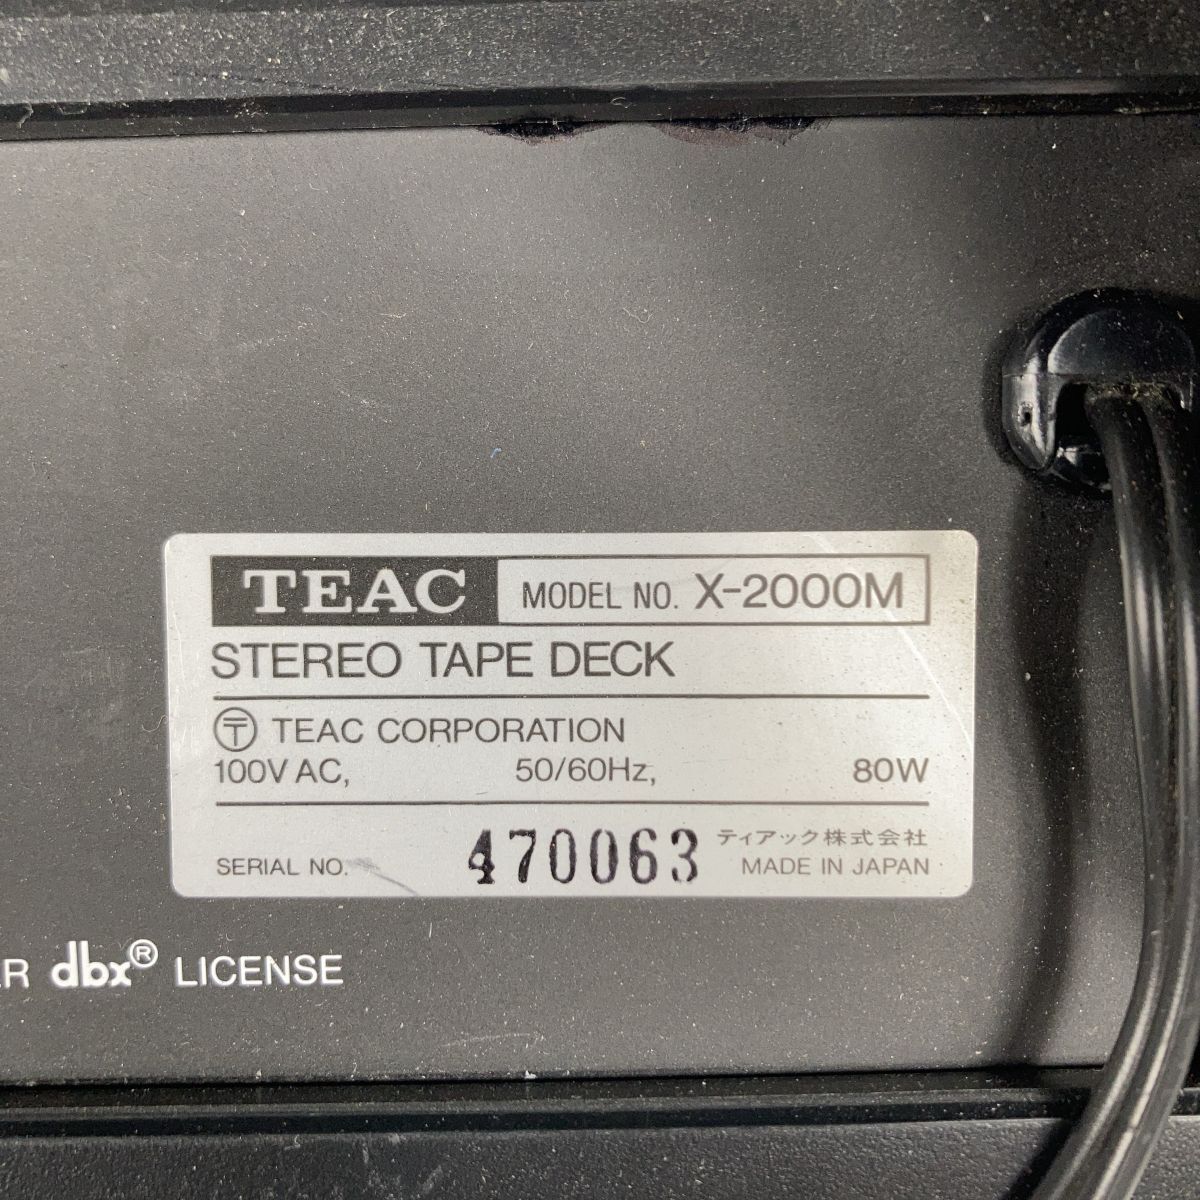 TEAC MODEL NO. X-2000M
STEREO TAPE DECK
〒 TEAC CORPORATION
100V AC, 50/60Hz, 80W
SERIAL NO. 470063 ティアック株式会社
MADE IN JAPAN
dbx® LICENSE